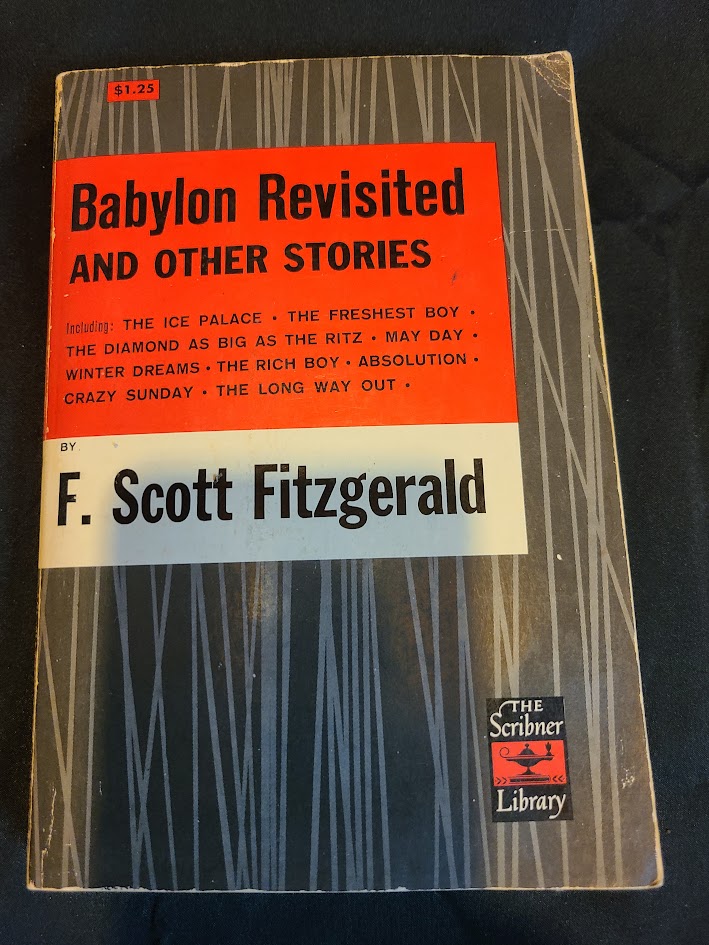 $1.25
Babylon Revisited
AND OTHER STORIES
Including: THE ICE PALACE • THE FRESHEST BOY •
THE DIAMOND AS BIG AS THE RITZ • MAY DAY •
WINTER DREAMS • THE RICH BOY • ABSOLUTION •
CRAZY SUNDAY • THE LONG WAY OUT •
BY
F. Scott Fitzgerald
THE
Scribner
Library